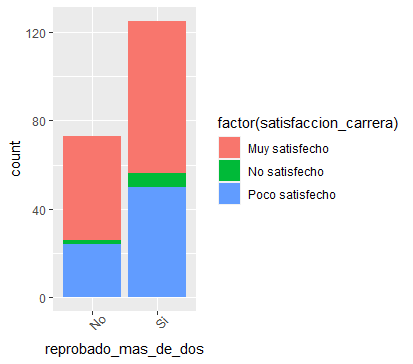 120
80
40
0
count
No
Si
reprobado_mas_de_dos
factor(satisfaccion_carrera)
Muy satisfecho
No satisfecho
Poco satisfecho